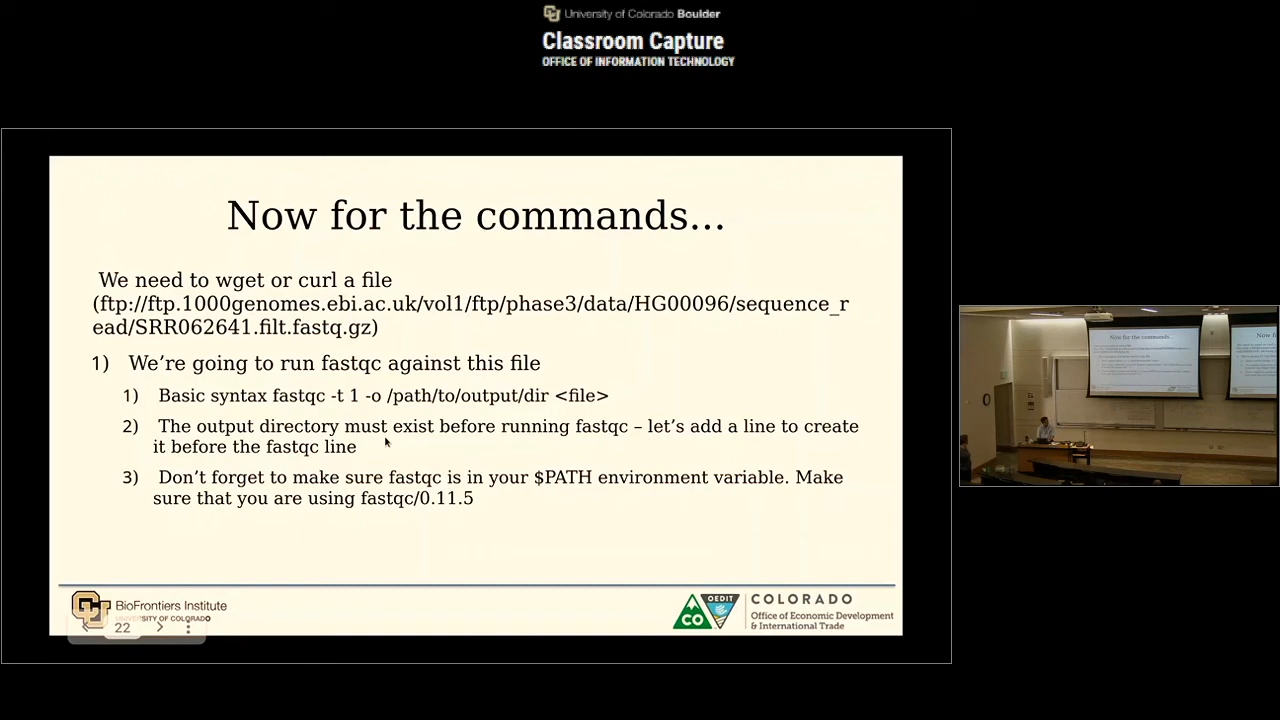 University of Colorado Boulder
Classroom Capture
OFFICE OF INFORMATION TECHNOLOGY
Now for the commands...
We need to wget or curl a file
(ftp://ftp.1000genomes.ebi.ac.uk/vol1/ftp/phase3/data/HG00096/sequence_r
ead/SRR062641.filt.fastq.gz)
1) We’re going to run fastqc against this file
1) Basic syntax fastqc -t 1 -o /path/to/output/dir <file>
2) The output directory must exist before running fastqc – let’s add a line to create
it before the fastqc line
3) Don’t forget to make sure fastqc is in your $PATH environment variable. Make
sure that you are using fastqc/0.11.5
BioFrontiers Institute
UNIVERSITY OF COLORADO
22
CO
OEDIT
COLORADO
Office of Economic Development
& International Trade
Now for the commands...